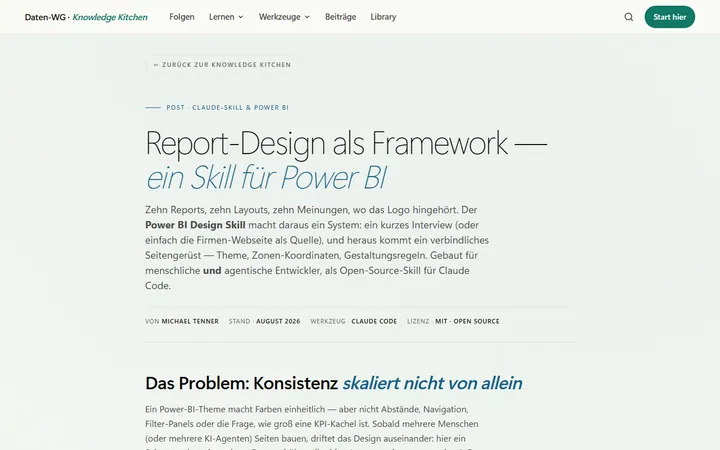 Daten-WG · Knowledge Kitchen Folgen Lernen Werkzeuge Beiträge Library Start hier
← ZURÜCK ZUR KNOWLEDGE KITCHEN
POST · CLAUDE-SKILL & POWER BI
Report-Design als Framework —
ein Skill für Power BI
Zehn Reports, zehn Layouts, zehn Meinungen, wo das Logo hingehört. Der
Power BI Design Skill macht daraus ein System: ein kurzes Interview (oder
einfach die Firmen-Webseite als Quelle), und heraus kommt ein verbindliches
Seitengerüst — Theme, Zonen-Koordinaten, Gestaltungsregeln. Gebaut für
menschliche und agentische Entwickler, als Open-Source-Skill für Claude
Code.
VON MICHAEL TENNER STAND · AUGUST 2026 WERKZEUG · CLAUDE CODE LIZENZ · MIT · OPEN SOURCE
Das Problem: Konsistenz skaliert nicht von allein
Ein Power-BI-Theme macht Farben einheitlich — aber nicht Abstände, Navigation,
Filter-Panels oder die Frage, wie groß eine KPI-Kachel ist. Sobald mehrere Menschen
(oder mehrere KI-Agenten) Seiten bauen, driftet das Design auseinander: hier ein